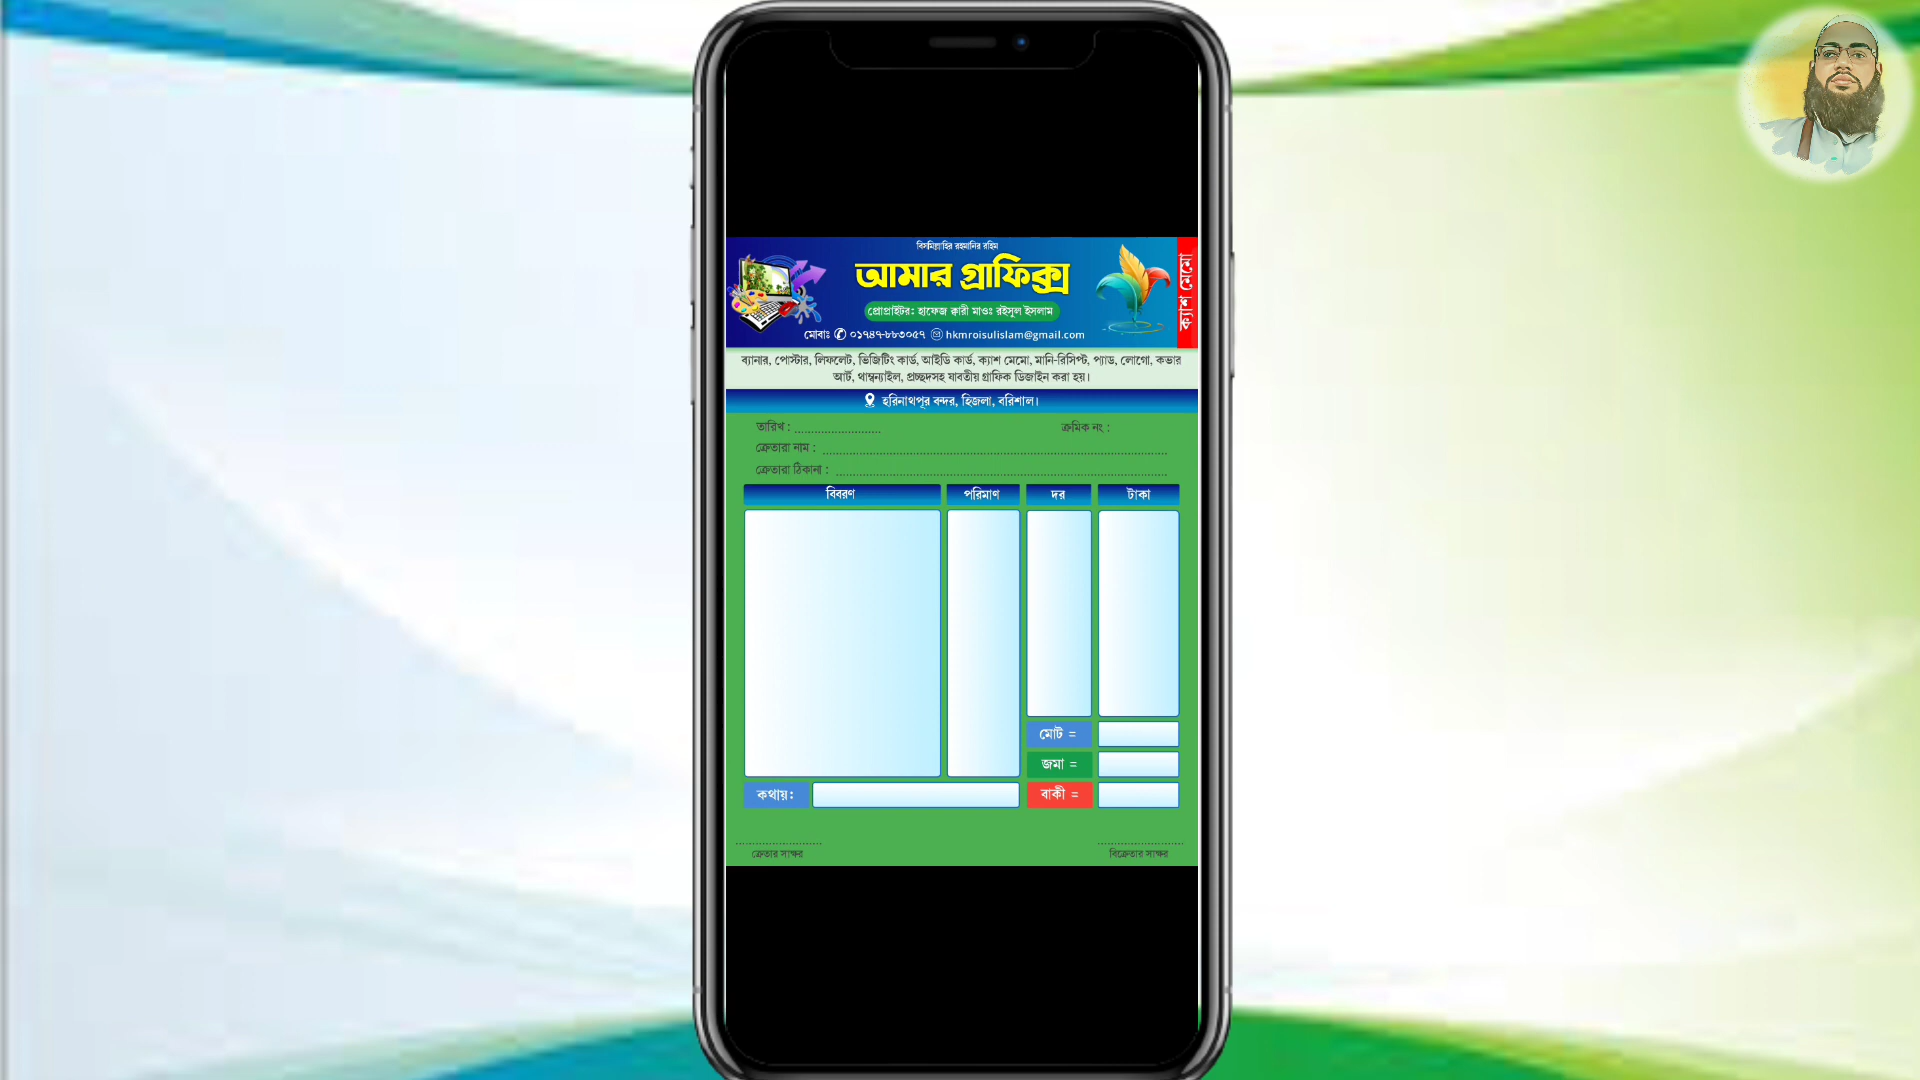 বিসমিল্লাহির রহমানির রহিম
আমার গ্রাফিক্স
ক্যাশ মেমো
প্রোপ্রাইটর: হাফেজ ক্বারী মাওঃ রইসুল ইসলাম
মোবাঃ ০১৭৪৭-৮৮৩০৫৭ hkmroisulislam@gmail.com
ব্যানার, পোস্টার, লিফলেট, ভিজিটিং কার্ড, আইডি কার্ড, ক্যাশ মেমো, মানি-রিসিপ্ট, প্যাড, লোগো, কভার
আর্ট, থাম্বন্যাইল, প্রচ্ছদসহ যাবতীয় গ্রাফিক ডিজাইন করা হয়।
হরিনাথপুর বন্দর, হিজলা, বরিশাল।
তারিখ : ......................... ক্রমিক নং :
ক্রেতারা নাম : ................................................
ক্রেতারা ঠিকানা : ................................................
বিবরণ পরিমাণ দর টাকা
মোট =
জমা =
কথায়: বাকী =
ক্রেতার সাক্ষর বিক্রেতার সাক্ষর